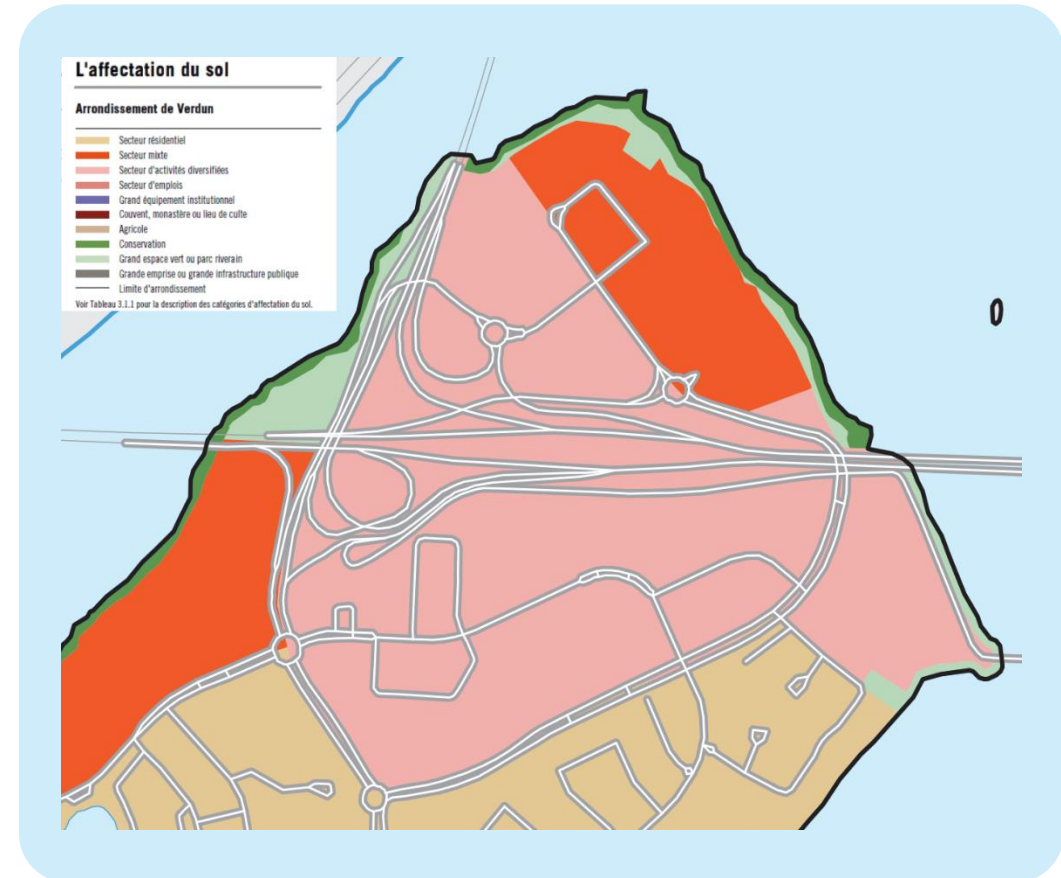 L'affectation du sol
Arrondissement de Verdun
Secteur résidentiel
Secteur mixte
Secteur d'activités diversifiées
Secteur d'emplois
Grand équipement institutionnel
Couvent, monastère ou lieu de culte
Agricole
Conservation
Grand espace vert ou parc riverain
Grande emprise ou grande infrastructure publique
Limite d'arrondissement
Voir Tableau 3.1.1 pour la description des catégories d'affectation du sol.